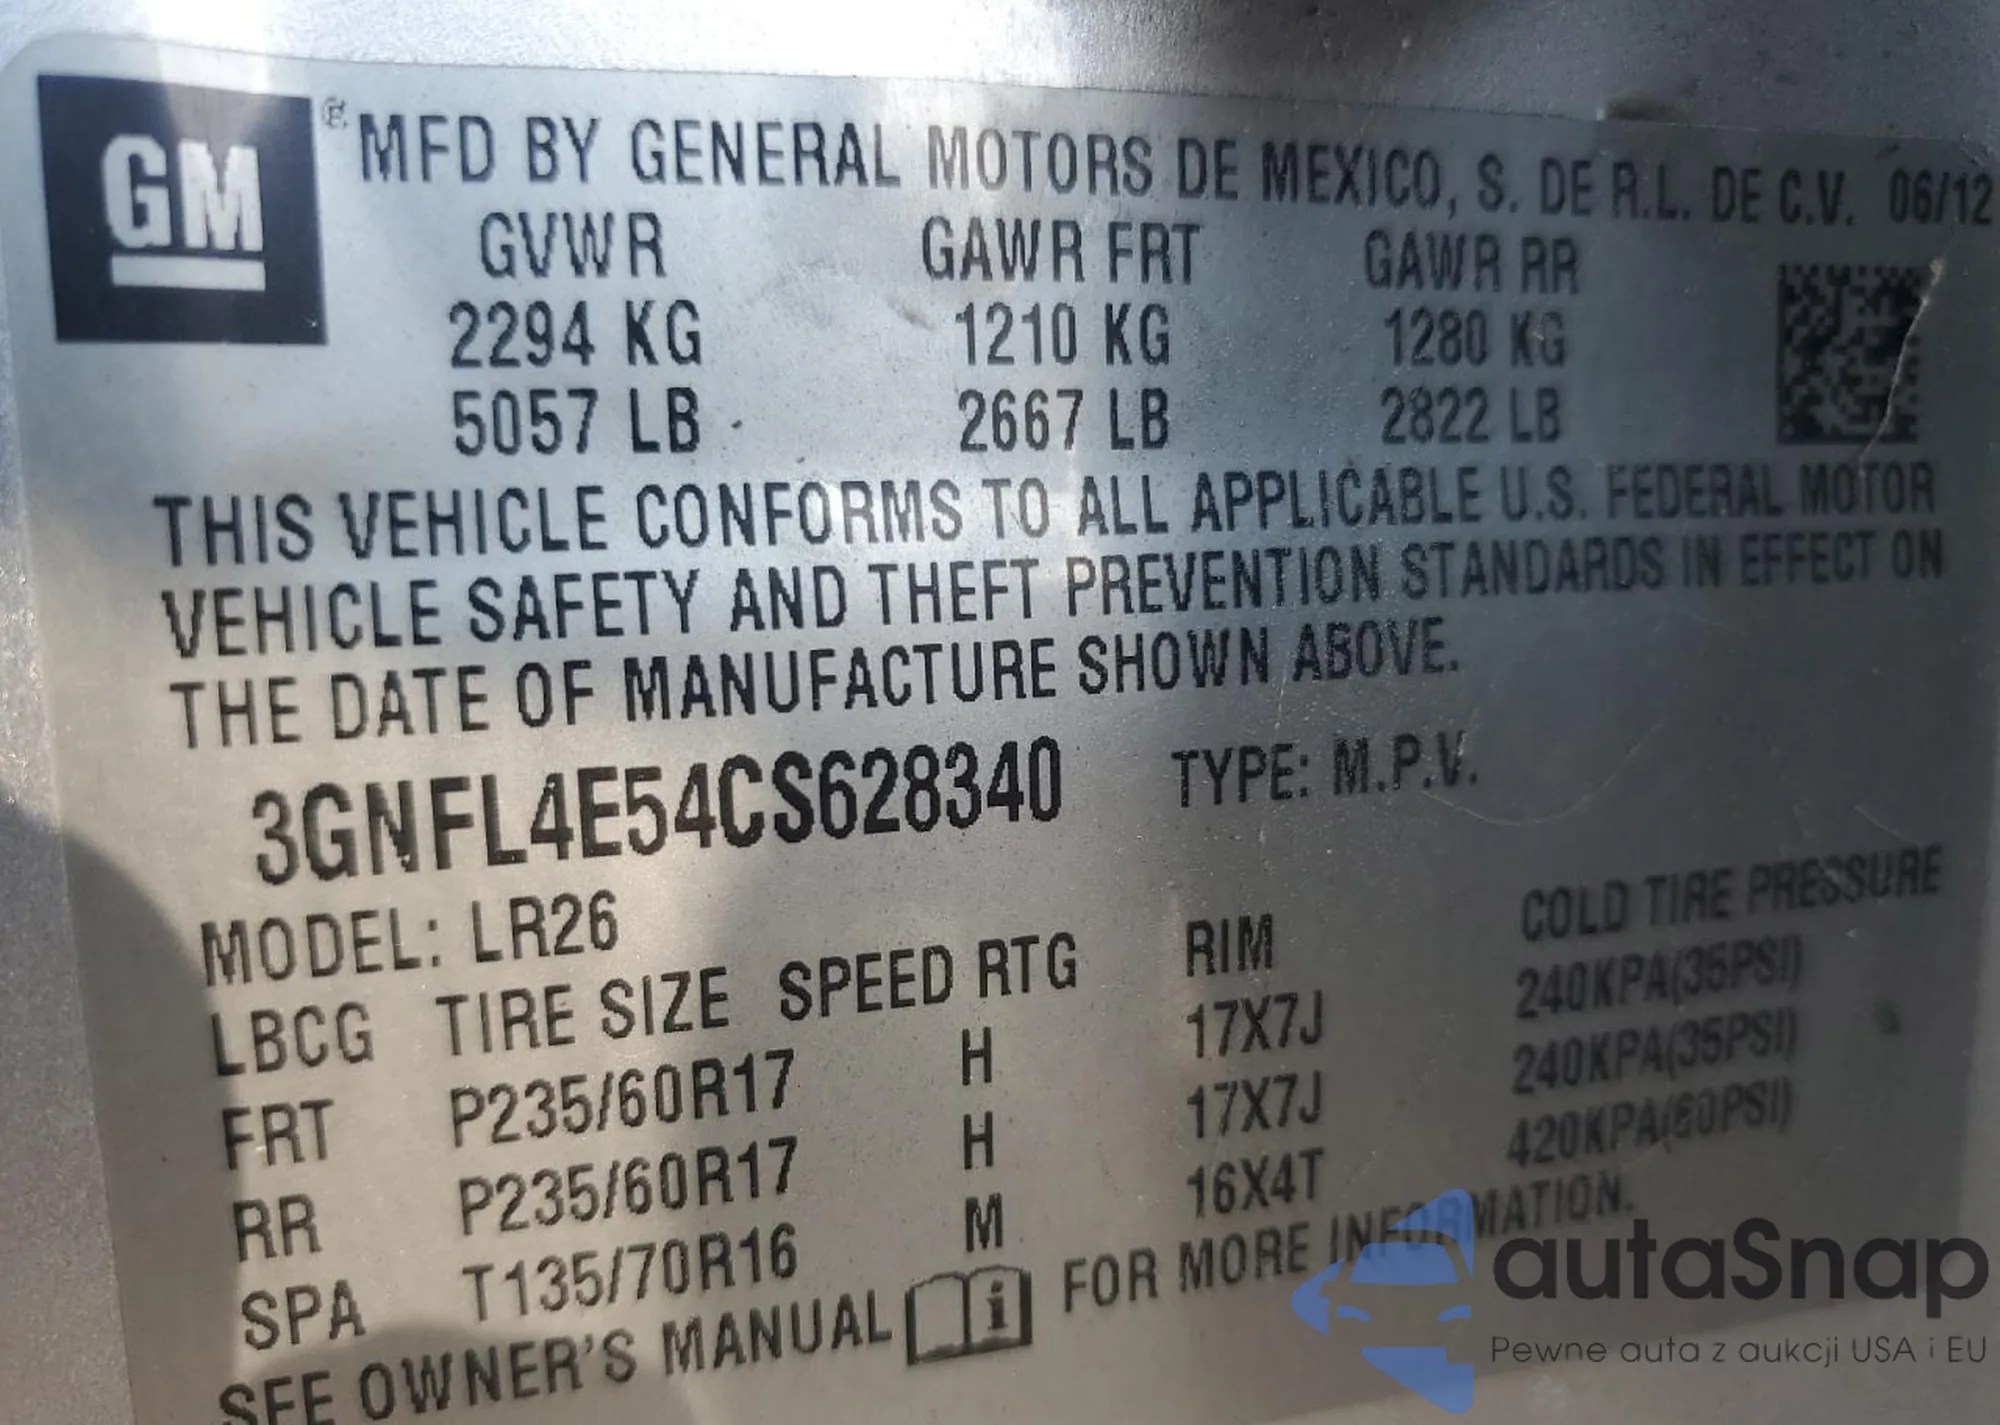 GM ® MFD BY GENERAL MOTORS DE MEXICO, S. DE R.L. DE C.V. 06/12
GVWR GAWR FRT GAWR RR
2294 KG 1210 KG 1280 KG
5057 LB 2667 LB 2822 LB
THIS VEHICLE CONFORMS TO ALL APPLICABLE U.S. FEDERAL MOTOR
VEHICLE SAFETY AND THEFT PREVENTION STANDARDS IN EFFECT ON
THE DATE OF MANUFACTURE SHOWN ABOVE.
3GNFL4E54CS628340 TYPE: M.P.V.
MODEL: LR26
LBCG TIRE SIZE SPEED RTG RIM COLD TIRE PRESSURE
FRT P235/60R17 H 17X7J 240KPA(35PSI)
RR P235/60R17 H 17X7J 240KPA(35PSI)
SPA T135/70R16 M 16X4T 420KPA(60PSI)
SEE OWNER'S MANUAL i FOR MORE INFORMATION.
autaSnap
Pewne auta z aukcji USA i EU